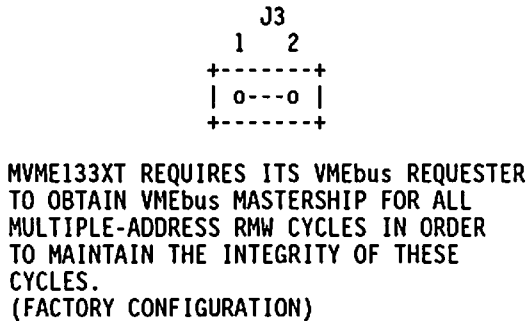 J3
1 2
+-------+
| o---o |
+-------+
MVME133XT REQUIRES ITS VMEbus REQUESTER
TO OBTAIN VMEbus MASTERSHIP FOR ALL
MULTIPLE-ADDRESS RMW CYCLES IN ORDER
TO MAINTAIN THE INTEGRITY OF THESE
CYCLES.
(FACTORY CONFIGURATION)